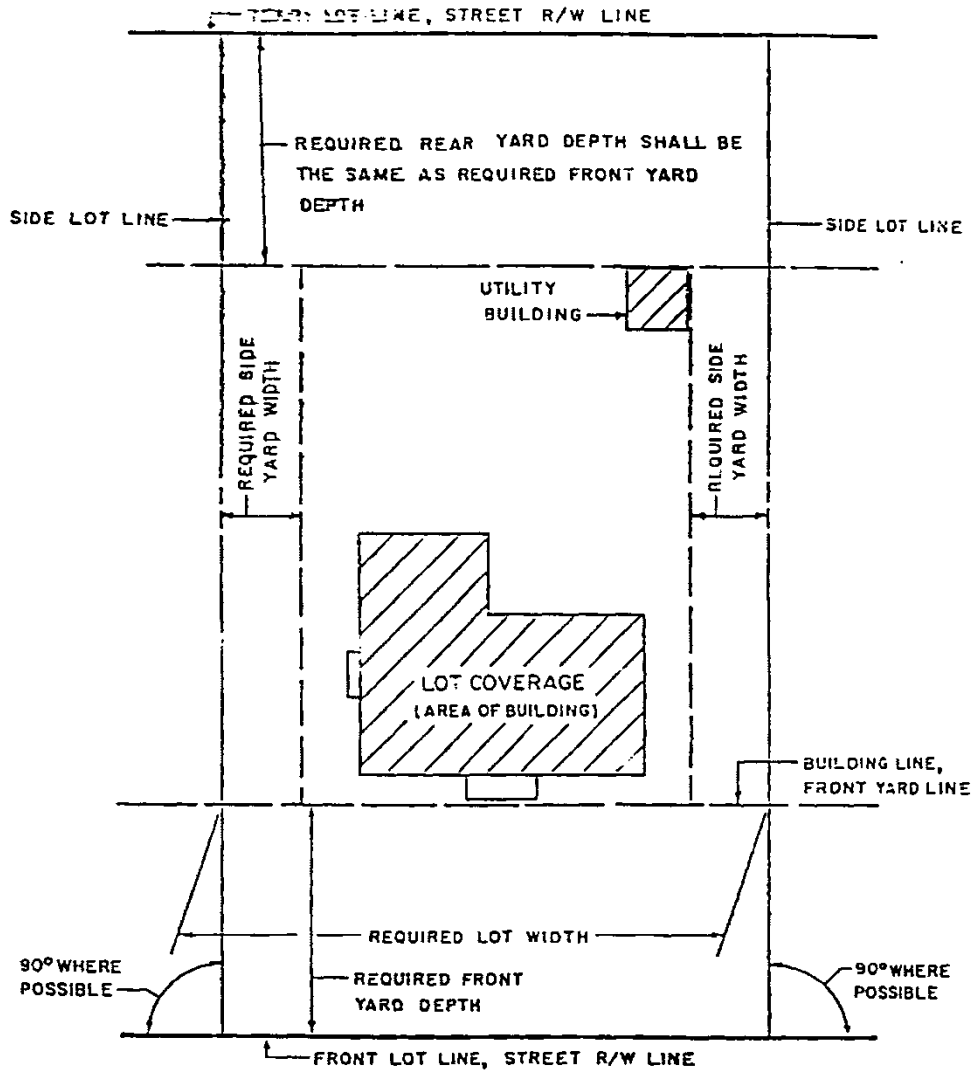 LOT LINE, STREET R/W LINE
REQUIRED REAR YARD DEPTH SHALL BE
THE SAME AS REQUIRED FRONT YARD
DEPTH
SIDE LOT LINE
SIDE LOT LINE
UTILITY
BUILDING
REQUIRED SIDE
YARD WIDTH
REQUIRED SIDE
YARD WIDTH
LOT COVERAGE
(AREA OF BUILDING)
BUILDING LINE,
FRONT YARD LINE
REQUIRED LOT WIDTH
90° WHERE
POSSIBLE
REQUIRED FRONT
YARD DEPTH
90° WHERE
POSSIBLE
FRONT LOT LINE, STREET R/W LINE